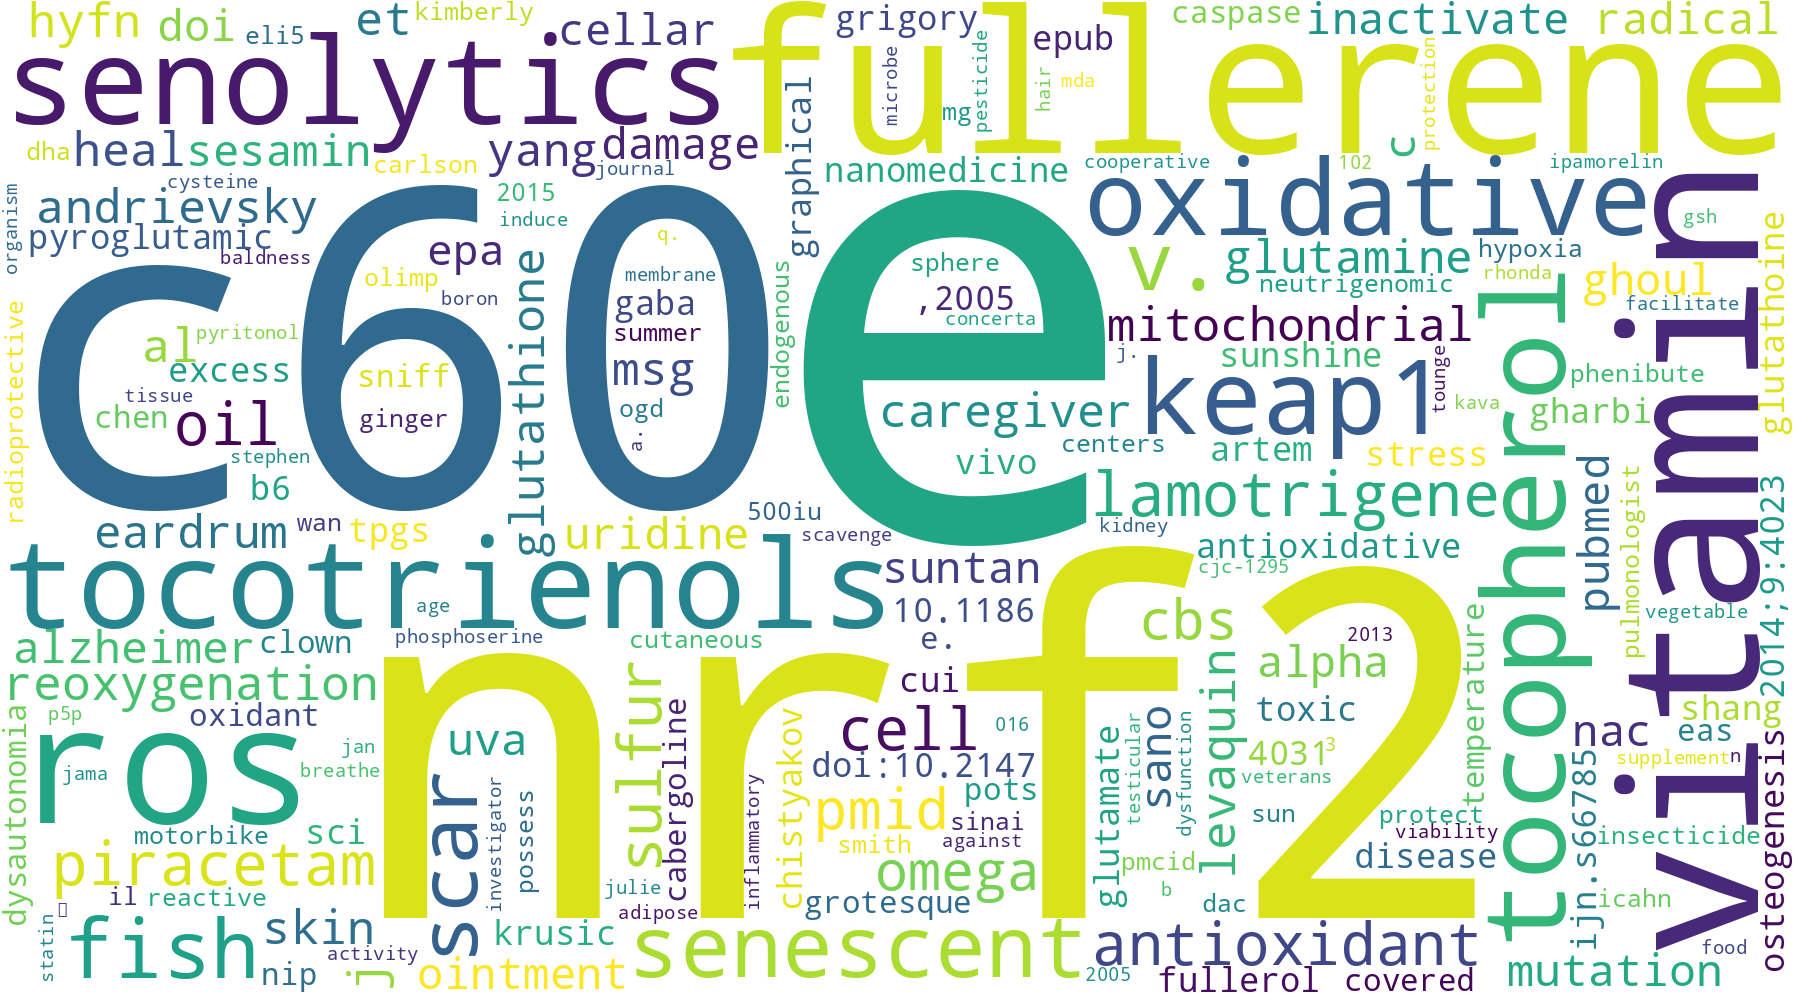 hyfn
doi
eli5
et
kimberly
cellar
senolytics
fullerene
grigory
epub
caspase
inactivate
radical
microbe
mg
pesticide
hair
mda
protection
c
dha
heal
sesamin
carlson
yang
damage
journal
graphical
nanomedicine
cooperative
102
ipamorelin
oxidative
vitamin
organism
cysteine
andrievsky
pyroglutamic
baldness
2015
induce
epa
olimp
boron
c60
e
q.
membrane
gaba
summer
msg
ogd
a.
endogenous
sphere
,2005
concerta
v.
glutamine
neutrigenomic
hypoxia
rhonda
gsh
ghoul
facilitate
glutathoine
mitochondrial
j.
sunshine
keap1
tounge
kava
phenibute
gharbi
tocopherol
radioprotective
al
pyritonol
excess
tissue
chen
oil
stephen
b6
sniff
ginger
glutathione
caregiver
vivo
centers
artem
stress
lamotrigene
kidney
antioxidative
cjc-1295
pubmed
pulmonologist
vegetable
2014;9:4023
eardrum
wan
tpgs
uridine
500iu
scavenge
suntan
10.1186
e.
tocotrienols
age
phosphoserine
cutaneous
alzheimer
clown
reoxygenation
nrf2
cbs
2013
alpha
temperature
toxic
levaquin
dysautonomia
p5p
oxidant
jan
jama
breathe
ros
uva
scar
sulfur
cabergoline
cui
cell
016
doi:10.2147
chistyakov
pots
pmid
sinai
smith
against
omega
glutamate
testicular
sano
dysfunction
4031
3
veterans
sun
protect
viability
disease
pmcid
b
dac
nac
shang
eas
supplement
n
insecticide
ijn.s66785
icahn
osteogenesis
food
mutation
motorbike
sci
piracetam
il
reactive
investigator
possess
julie
adipose
inflammatory
grotesque
statin
fish
skin
nip
activity
j
krusic
ointment
senescent
antioxidant
2005
fullerol
covered